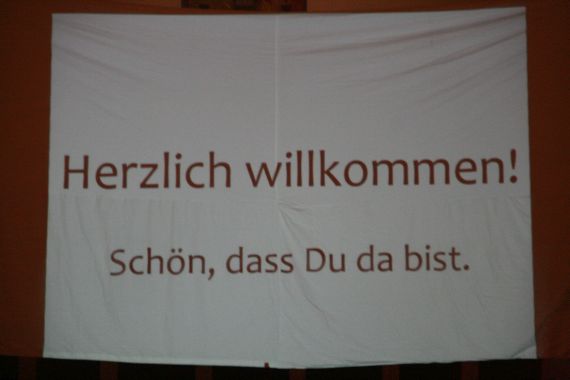 Herzlich willkommen!
Schön, dass Du da bist.